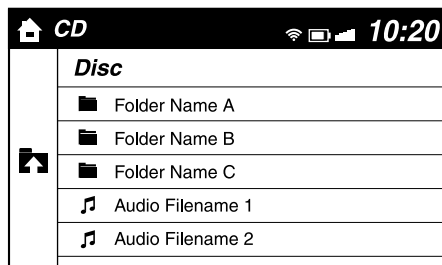 CD 10:20
Disc
Folder Name A
Folder Name B
Folder Name C
Audio Filename 1
Audio Filename 2